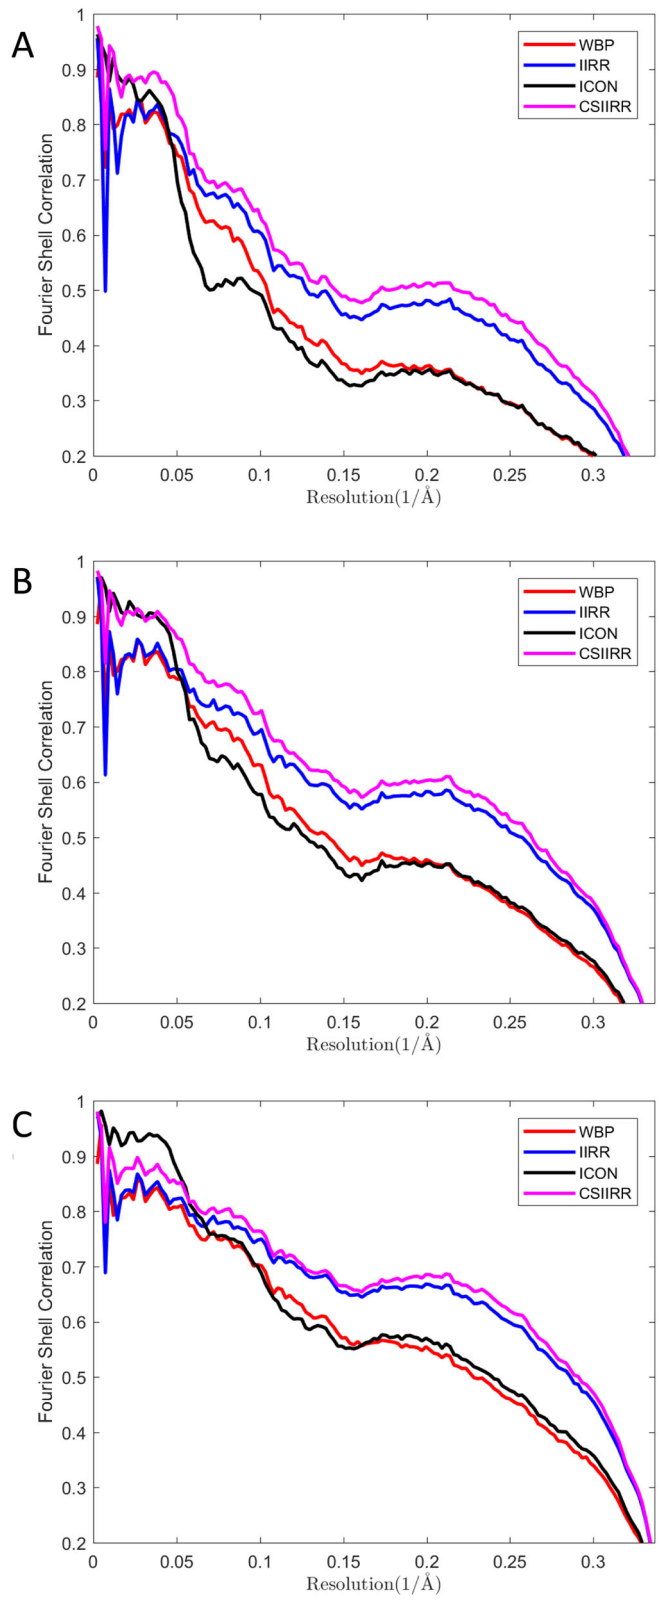 A
1
0.9
0.8
0.7
0.6
0.5
0.4
0.3
0.2
Fourier Shell Correlation
WBP
IIRR
ICON
CSIIRR
0 0.05 0.1 0.15 0.2 0.25 0.3
Resolution(1/Å)
B
1
0.9
0.8
0.7
0.6
0.5
0.4
0.3
0.2
Fourier Shell Correlation
WBP
IIRR
ICON
CSIIRR
0 0.05 0.1 0.15 0.2 0.25 0.3
Resolution(1/Å)
C
1
0.9
0.8
0.7
0.6
0.5
0.4
0.3
0.2
Fourier Shell Correlation
WBP
IIRR
ICON
CSIIRR
0 0.05 0.1 0.15 0.2 0.25 0.3
Resolution(1/Å)